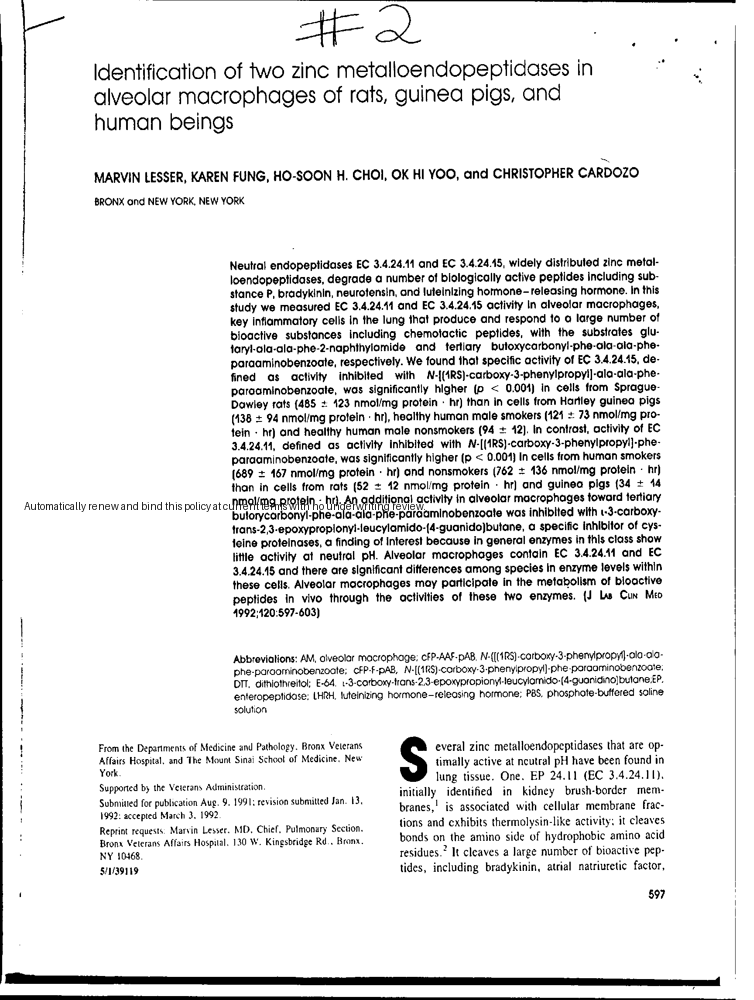 #2
Identification of two zinc metalloendopeptidases in
alveolar macrophages of rats, guinea pigs, and
human beings
MARVIN LESSER, KAREN FUNG, HO-SOON H. CHOI, OK HI YOO, and CHRISTOPHER CARDOZO
BRONX and NEW YORK, NEW YORK
Neutral endopeptidases EC 3.4.24.11 and EC 3.4.24.15, widely distributed zinc metal-
loendopeptidases, degrade a number of biologically active peptides including sub-
stance P, bradykinin, neurotensin, and luteinizing hormone–releasing hormone. In this
study we measured EC 3.4.24.11 and EC 3.4.24.15 activity in alveolar macrophages,
key inflammatory cells in the lung that produce and respond to a large number of
bioactive substances including chemotactic peptides, with the substrates glu-
taryl-ala-ala-phe-2-naphthylamide and tertiary butoxycarbonyl-phe-ala-ala-phe-
paraaminobenzoate, respectively. We found that specific activity of EC 3.4.24.15, de-
fined as activity inhibited with N-[(1RS)-carboxy-3-phenylpropyl]-ala-ala-phe-
paraaminobenzoate, was significantly higher (p < 0.001) in cells from Sprague-
Dawley rats (485 ± 123 nmol/mg protein · hr) than in cells from Hartley guinea pigs
(138 ± 94 nmol/mg protein · hr), healthy human male smokers (121 ± 73 nmol/mg pro-
tein · hr) and healthy human male nonsmokers (94 ± 12). In contrast, activity of EC
3.4.24.11, defined as activity inhibited with N-[(1RS)-carboxy-3-phenylpropyl]-phe-
paraaminobenzoate, was significantly higher (p < 0.001) in cells from human smokers
(689 ± 167 nmol/mg protein · hr) and nonsmokers (762 ± 136 nmol/mg protein · hr)
than in cells from rats (52 ± 12 nmol/mg protein · hr) and guinea pigs (34 ± 14
nmol/mg protein · hr). An additional activity in alveolar macrophages toward tertiary
Automatically renew and bind this policy at current terms with no underwriting review.
butorycarbonyl-phe-ala-ala-phe-paraaminobenzoate was inhibited with L-3-carboxy-
trans-2,3-epoxypropionyl-leucylamido-(4-guanido)butane, a specific inhibitor of cys-
teine proteinases, a finding of interest because in general enzymes in this class show
little activity at neutral pH. Alveolar macrophages contain EC 3.4.24.11 and EC
3.4.24.15 and there are significant differences among species in enzyme levels within
these cells. Alveolar macrophages may participate in the metabolism of bioactive
peptides in vivo through the activities of these two enzymes. (J LAB CLIN MED
1992;120:597-603)
Abbreviations: AM, alveolar macrophage; cFP-AAF-pAB, N-[[(1RS)-carboxy-3-phenylpropyl]-ala-ala-
phe-paraaminobenzoate; cFP-F-pAB, N-[(1RS)-carboxy-3-phenylpropyl]-phe-paraaminobenzoate;
DTT, dithiothreitol; E-64, L-3-carboxy-trans-2,3-epoxypropionyl-leucylamido-(4-guanidino)butane,EP,
enteropeptidase; LHRH, luteinizing hormone–releasing hormone; PBS, phosphate-buffered saline
solution
From the Departments of Medicine and Pathology, Bronx Veterans
Affairs Hospital, and The Mount Sinai School of Medicine, New
York.
Supported by the Veterans Administration.
Submitted for publication Aug. 9, 1991; revision submitted Jan. 13,
1992; accepted March 3, 1992.
Reprint requests: Marvin Lesser, MD, Chief, Pulmonary Section,
Bronx Veterans Affairs Hospital, 130 W. Kingsbridge Rd., Bronx,
NY 10468.
5/1/39119
Several zinc metalloendopeptidases that are op-
timally active at neutral pH have been found in
lung tissue. One, EP 24.11 (EC 3.4.24.11),
initially identified in kidney brush-border mem-
branes,1 is associated with cellular membrane frac-
tions and exhibits thermolysin-like activity; it cleaves
bonds on the amino side of hydrophobic amino acid
residues.2 It cleaves a large number of bioactive pep-
tides, including bradykinin, atrial natriuretic factor,
597